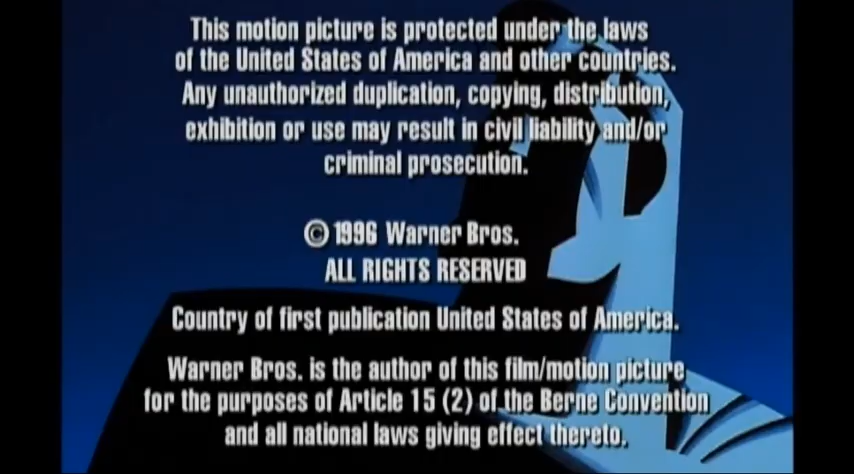 This motion picture is protected under the laws
of the United States of America and other countries.
Any unauthorized duplication, copying, distribution,
exhibition or use may result in civil liability and/or
criminal prosecution.
© 1996 Warner Bros.
ALL RIGHTS RESERVED
Country of first publication United States of America.
Warner Bros. is the author of this film/motion picture
for the purposes of Article 15 (2) of the Berne Convention
and all national laws giving effect thereto.